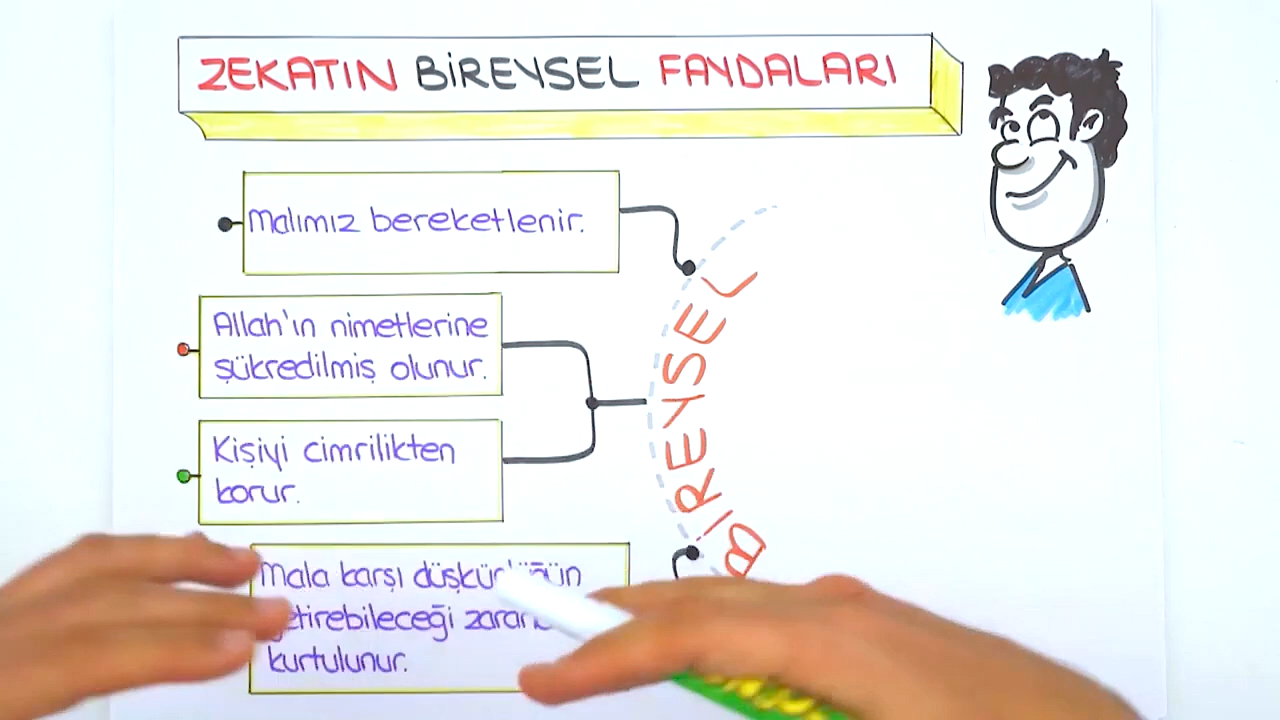 ZEKATIN BİREYSEL FAYDALARI
Malımız bereketlenir.
Allah'ın nimetlerine
şükredilmiş olunur.
Kişiyi cimrilikten
korur.
Mala karşı
kurtulunur.
BİREYSEL